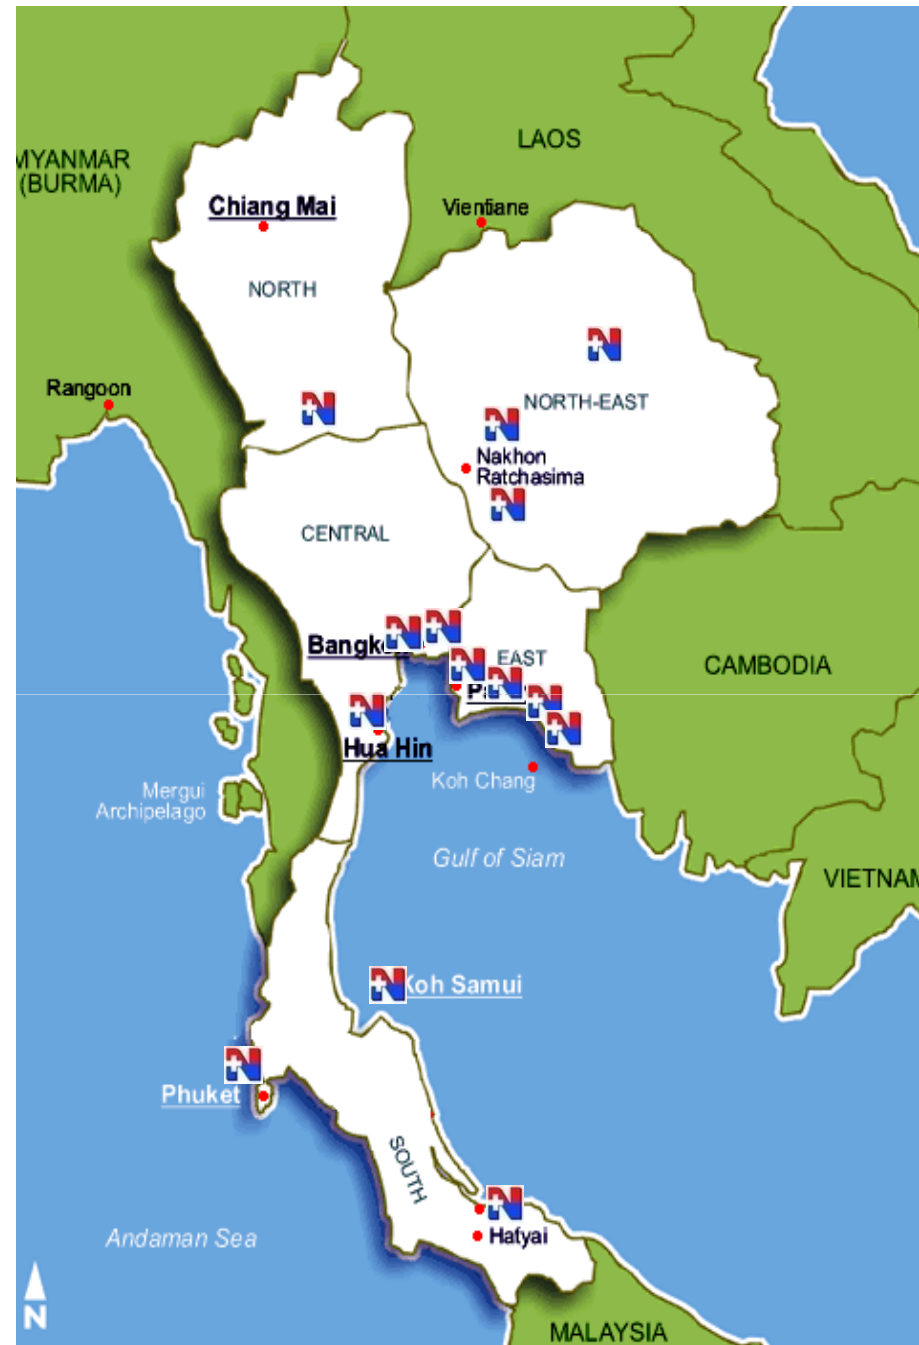 LAOS
MYANMAR
(BURMA)
Chiang Mai
Vientiane
NORTH
Rangoon
NORTH-EAST
Nakhon
Ratchasima
CENTRAL
EAST
CAMBODIA
Hua Hin
Koh Chang
Mergui
Archipelago
Gulf of Siam
VIETNAM
Koh Samui
Phuket
SOUTH
Hatyai
Andaman Sea
N
MALAYSIA